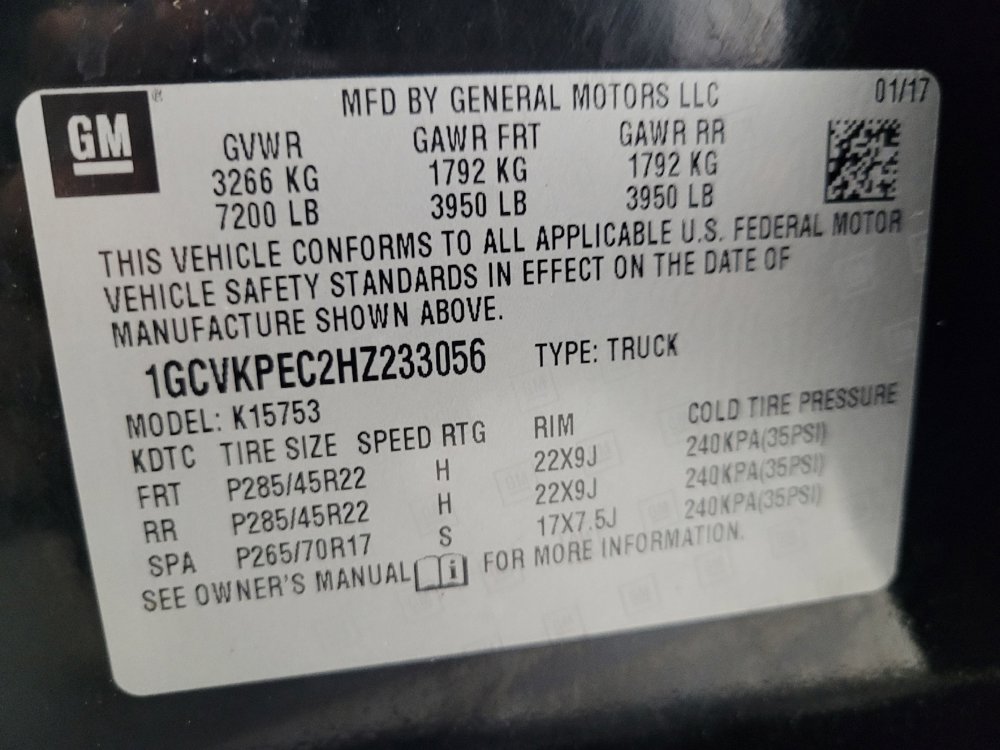 GM
MFD BY GENERAL MOTORS LLC 01/17
GVWR GAWR FRT GAWR RR
3266 KG 1792 KG 1792 KG
7200 LB 3950 LB 3950 LB
THIS VEHICLE CONFORMS TO ALL APPLICABLE U.S. FEDERAL MOTOR
VEHICLE SAFETY STANDARDS IN EFFECT ON THE DATE OF
MANUFACTURE SHOWN ABOVE.
1GCVKPEC2HZ233056 TYPE: TRUCK
MODEL: K15753
KDTC TIRE SIZE SPEED RTG RIM COLD TIRE PRESSURE
FRT P285/45R22 H 22X9J 240KPA(35PSI)
RR P285/45R22 H 22X9J 240KPA(35PSI)
SPA P265/70R17 S 17X7.5J 240KPA(35PSI)
SEE OWNER'S MANUAL i FOR MORE INFORMATION.